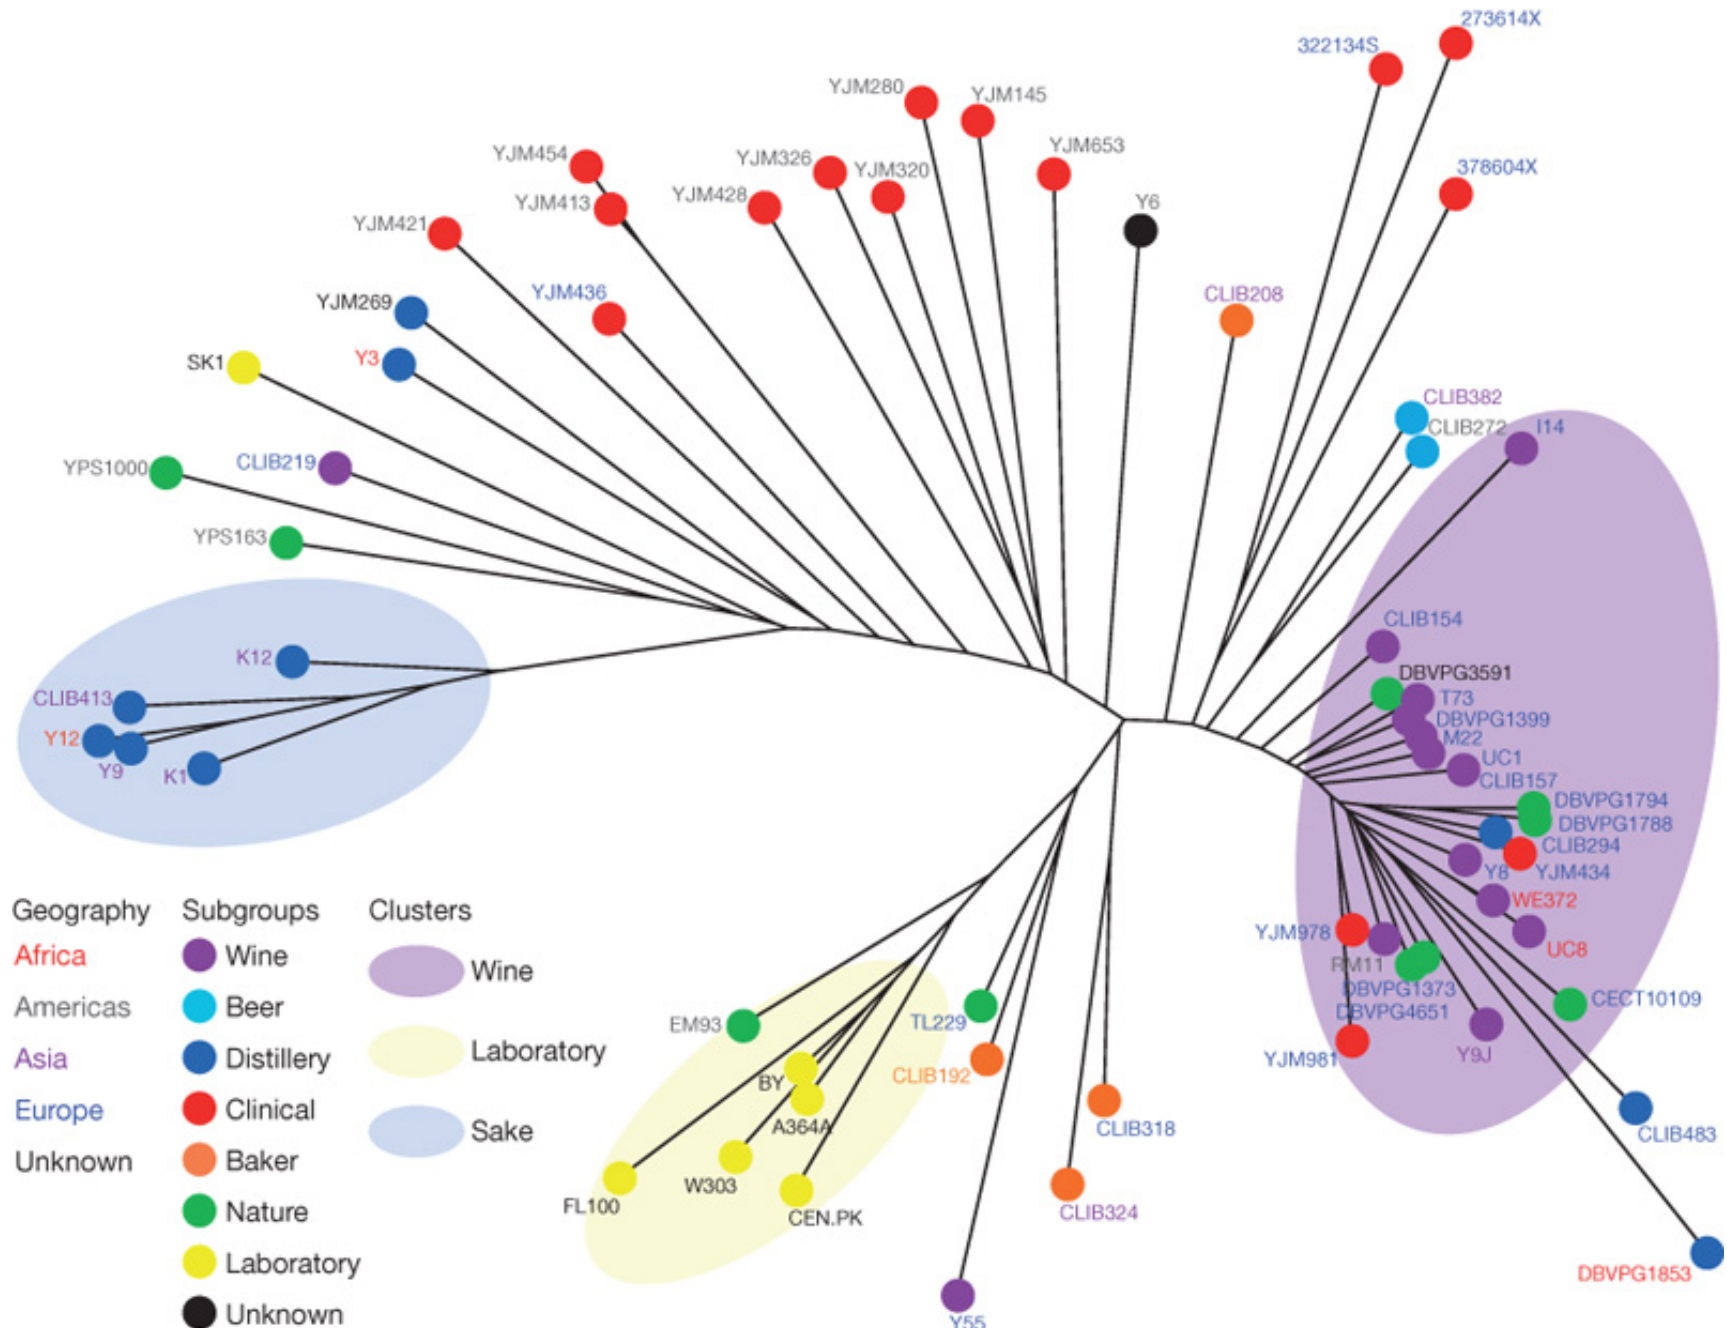 273614X
322134S
YJM280
YJM145
YJM454
YJM326
YJM653
YJM320
378604X
YJM413
YJM428
Y6
YJM421
YJM269
YJM436
CLIB208
SK1
Y3
CLIB382
CLIB272
I14
YPS1000
CLIB219
YPS163
CLIB154
K12
DBVPG3591
CLIB413
T73
DBVPG1399
Y12
M22
Y9
K1
UC1
CLIB157
DBVPG1794
DBVPG1788
CLIB294
Y8
YJM434
WE372
YJM978
UC8
RM11
DBVPG1373
CECT10109
DBVPG4651
EM93
TL229
YJM981
Y9J
BY
CLIB192
A364A
CLIB318
CLIB483
W303
FL100
CEN.PK
CLIB324
DBVPG1853
Y55
Geography
Africa
Americas
Asia
Europe
Unknown
Subgroups
Wine
Beer
Distillery
Clinical
Baker
Nature
Laboratory
Unknown
Clusters
Wine
Laboratory
Sake